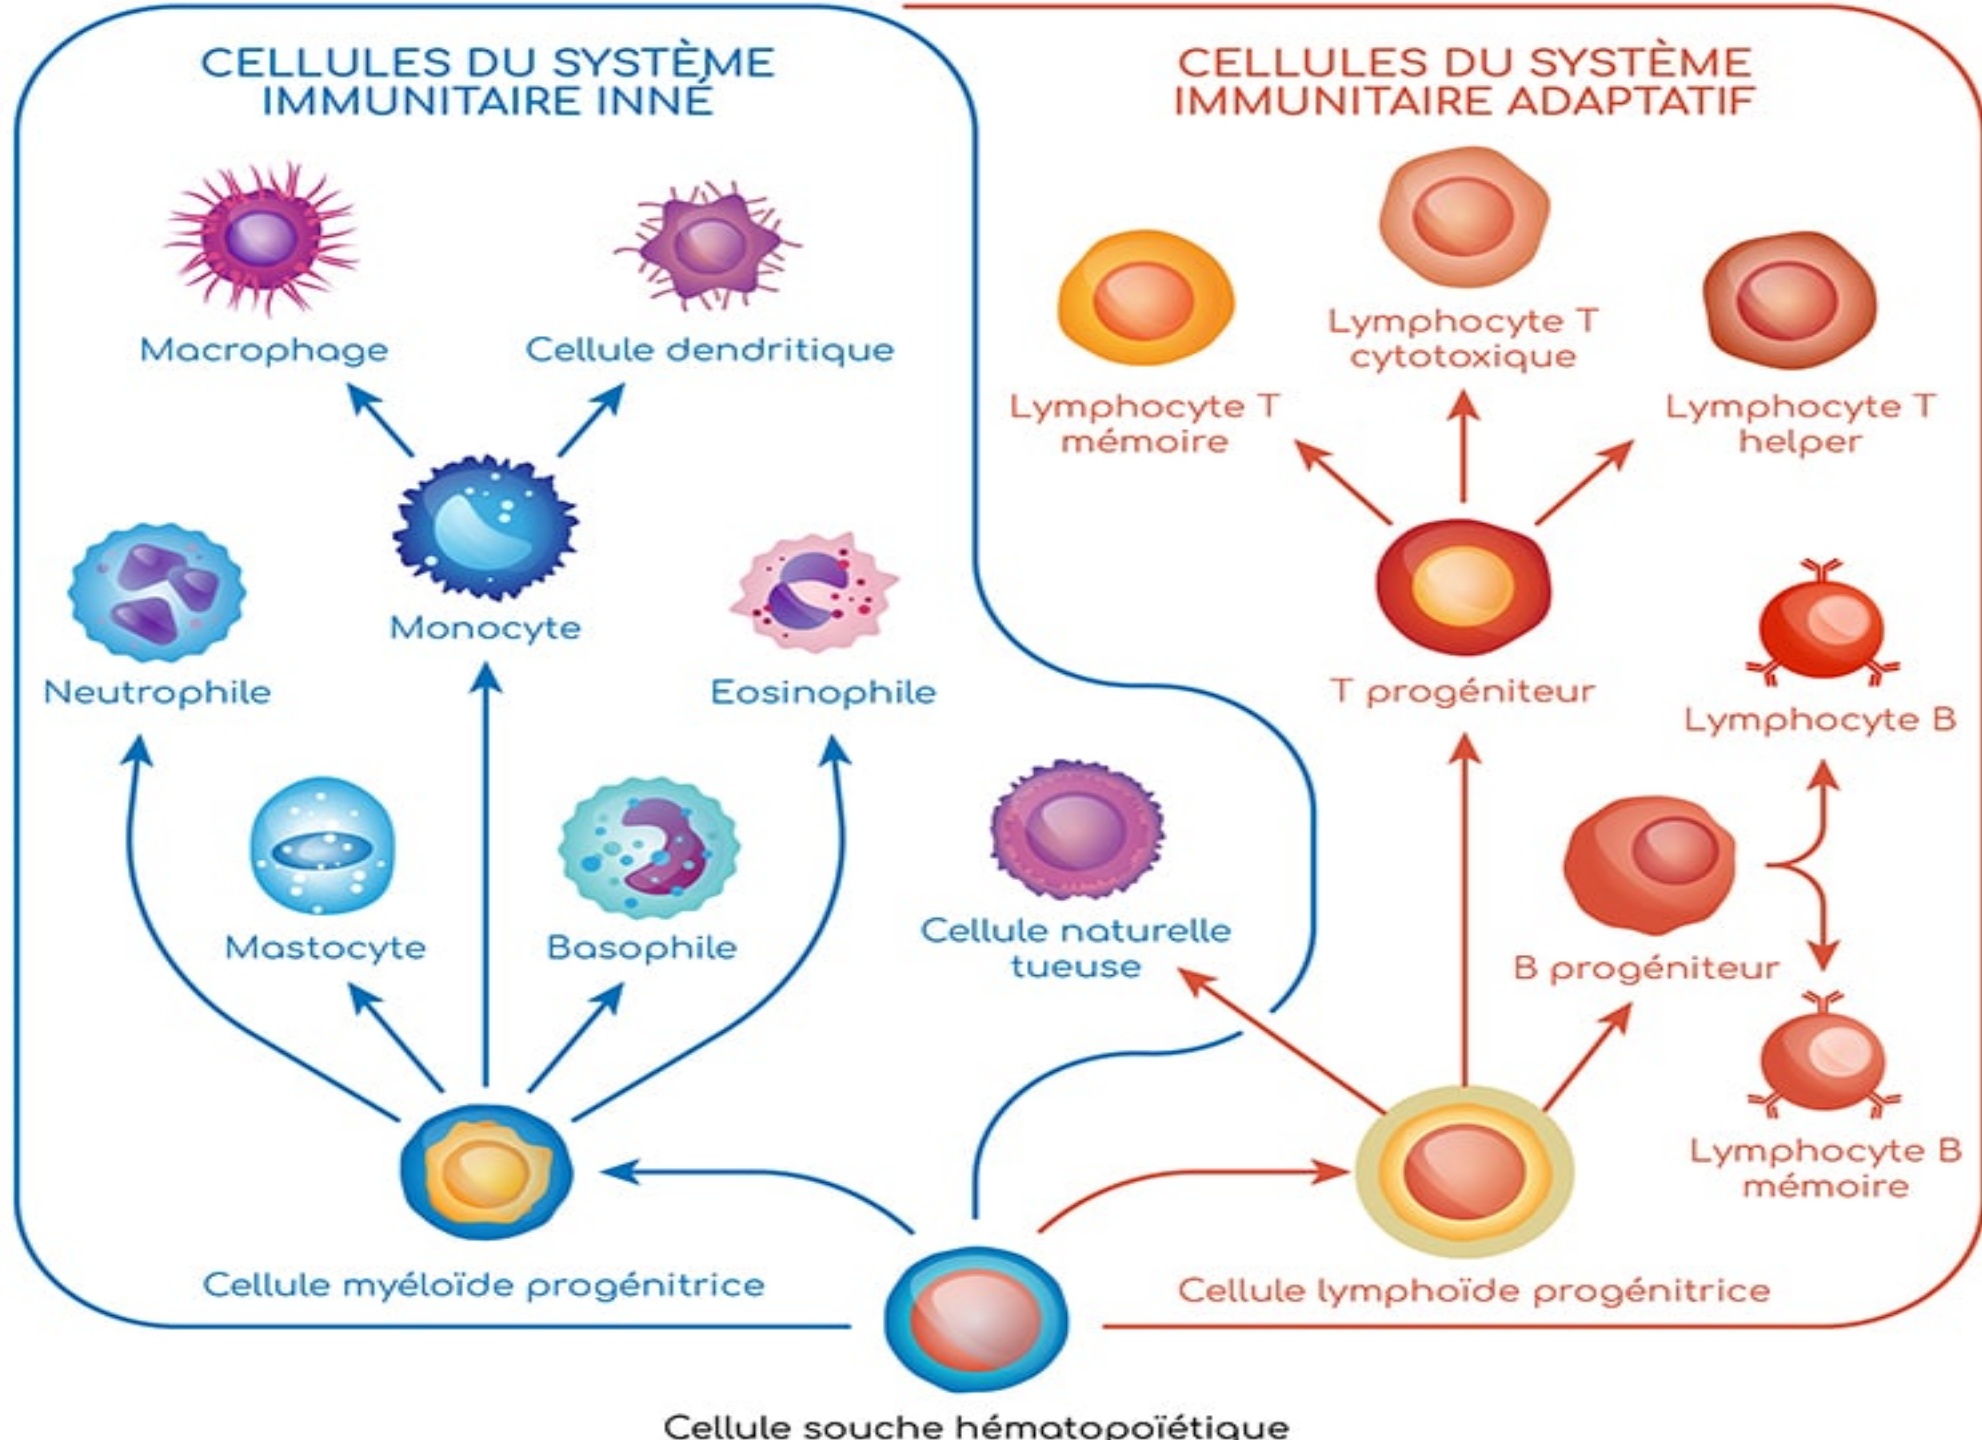 CELLULES DU SYSTÈME
IMMUNITAIRE INNÉ
CELLULES DU SYSTÈME
IMMUNITAIRE ADAPTATIF
Macrophage
Cellule dendritique
Lymphocyte T
mémoire
Lymphocyte T
cytotoxique
Lymphocyte T
helper
Monocyte
Neutrophile
Eosinophile
T progéniteur
Lymphocyte B
Mastocyte
Basophile
Cellule naturelle
tueuse
B progéniteur
Lymphocyte B
mémoire
Cellule myéloïde progénitrice
Cellule lymphoïde progénitrice
Cellule souche hématopoïétique